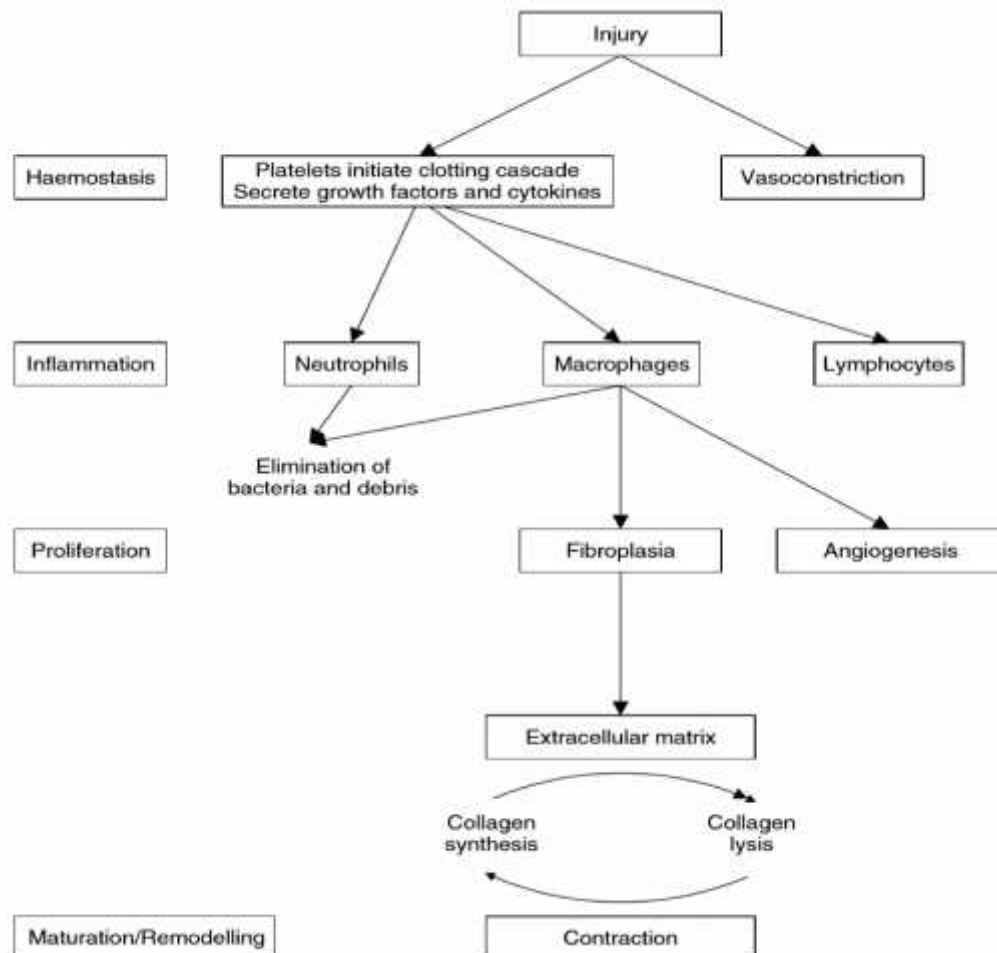 Injury
Haemostasis
Platelets initiate clotting cascade
Secrete growth factors and cytokines
Vasoconstriction
Inflammation
Neutrophils
Macrophages
Lymphocytes
Elimination of
bacteria and debris
Proliferation
Fibroplasia
Angiogenesis
Extracellular matrix
Collagen
synthesis
Collagen
lysis
Maturation/Remodelling
Contraction